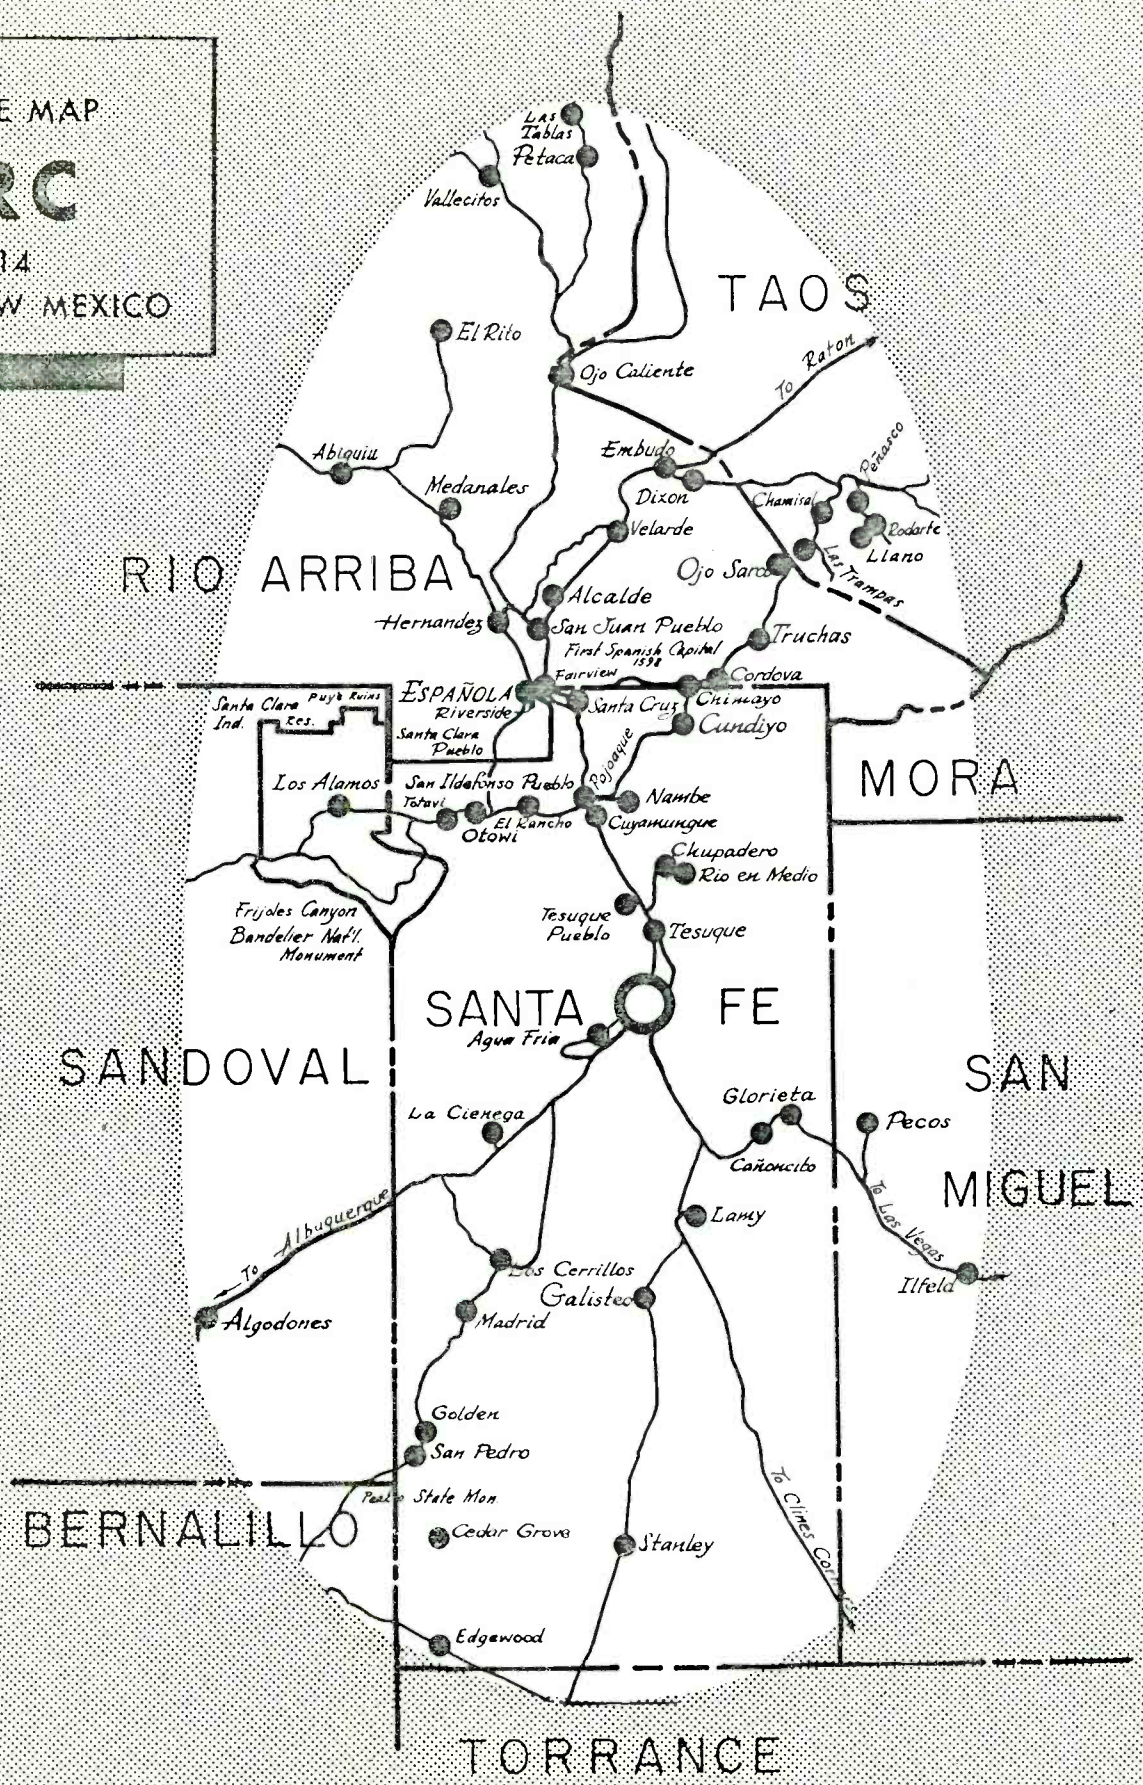 E MAP
RC
14
W MEXICO
Las
Tablas
Petaca
Vallecitos
TAOS
El Rito
To Raton
Ojo Caliente
Embudo
Peñasco
Abiquiu
Medanales
Dixon
Chamisal
Velarde
Rodarte
Llano
RIO ARRIBA
Ojo Sarco
Las Trampas
Alcalde
Hernandez
San Juan Pueblo
First Spanish Capital
1598
Truchas
Fairview
Cordova
ESPAÑOLA
Riverside
Santa Cruz
Chimayo
Cundiyo
Santa Clara
Ind. Res.
Puye Ruins
Santa Clara
Pueblo
Pojoaque
MORA
Los Alamos
San Ildefonso Pueblo
Nambe
Totavi
Otowi
El Rancho
Cuyamungue
Chupadero
Rio en Medio
Frijoles Canyon
Bandelier Nat'l.
Monument
Tesuque
Pueblo
Tesuque
SANTA FE
Agua Fria
SANDOVAL
SAN
MIGUEL
La Cienega
Glorieta
Pecos
Cañoncito
To Albuquerque
To Las Vegas
Lamy
Los Cerrillos
Galisteo
Ilfeld
Algodones
Madrid
Golden
San Pedro
State Mon.
To Clines
BERNALILLO
Cedar Grove
Stanley
Edgewood
TORRANCE